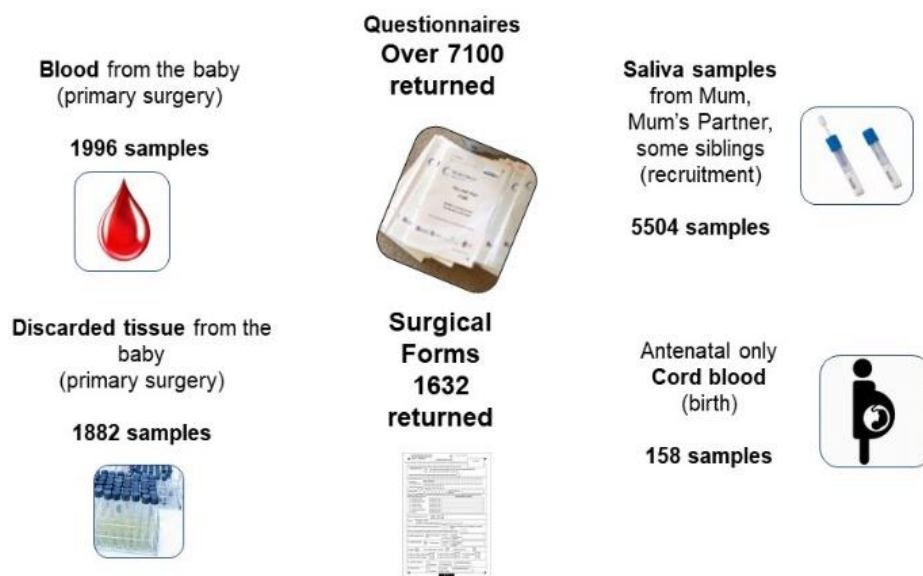 Blood from the baby
(primary surgery)
1996 samples
Discarded tissue from the
baby
(primary surgery)
1882 samples
Questionnaires
Over 7100
returned
Surgical
Forms
1632
returned
Saliva samples
from Mum,
Mum's Partner,
some siblings
(recruitment)
5504 samples
Antenatal only
Cord blood
(birth)
158 samples